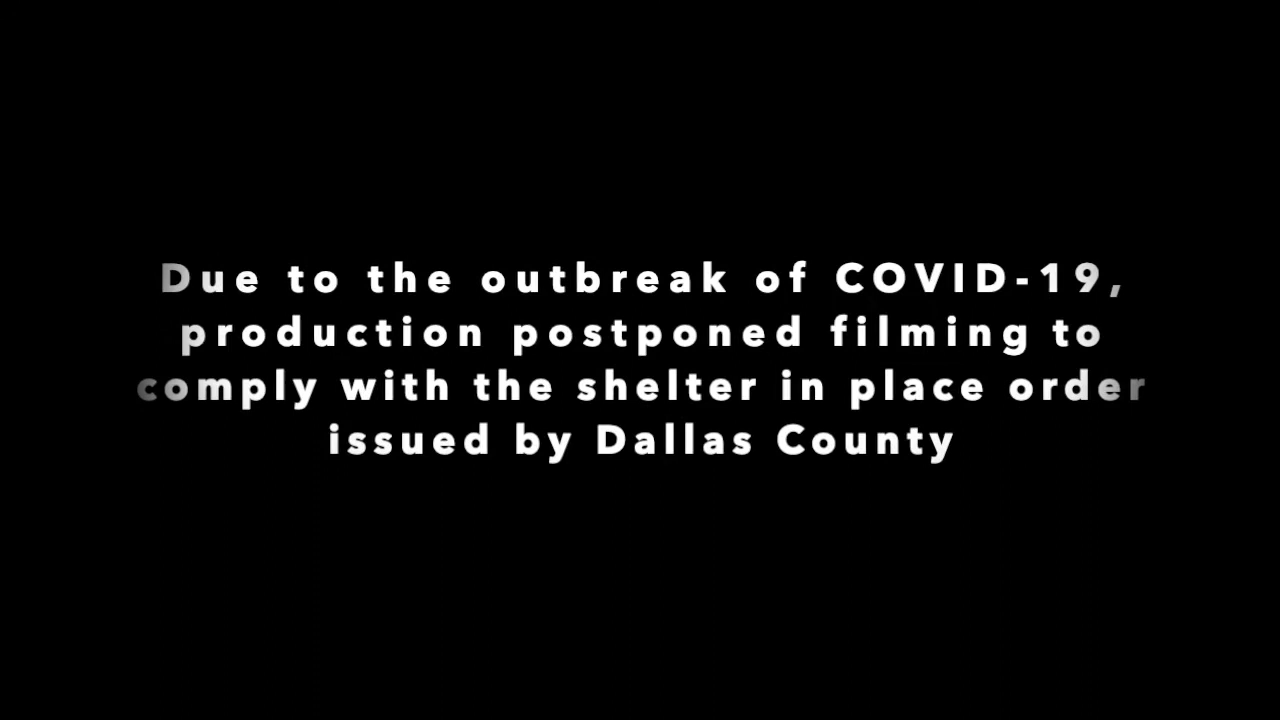 Due to the outbreak of COVID-19,
production postponed filming to
comply with the shelter in place order
issued by Dallas County